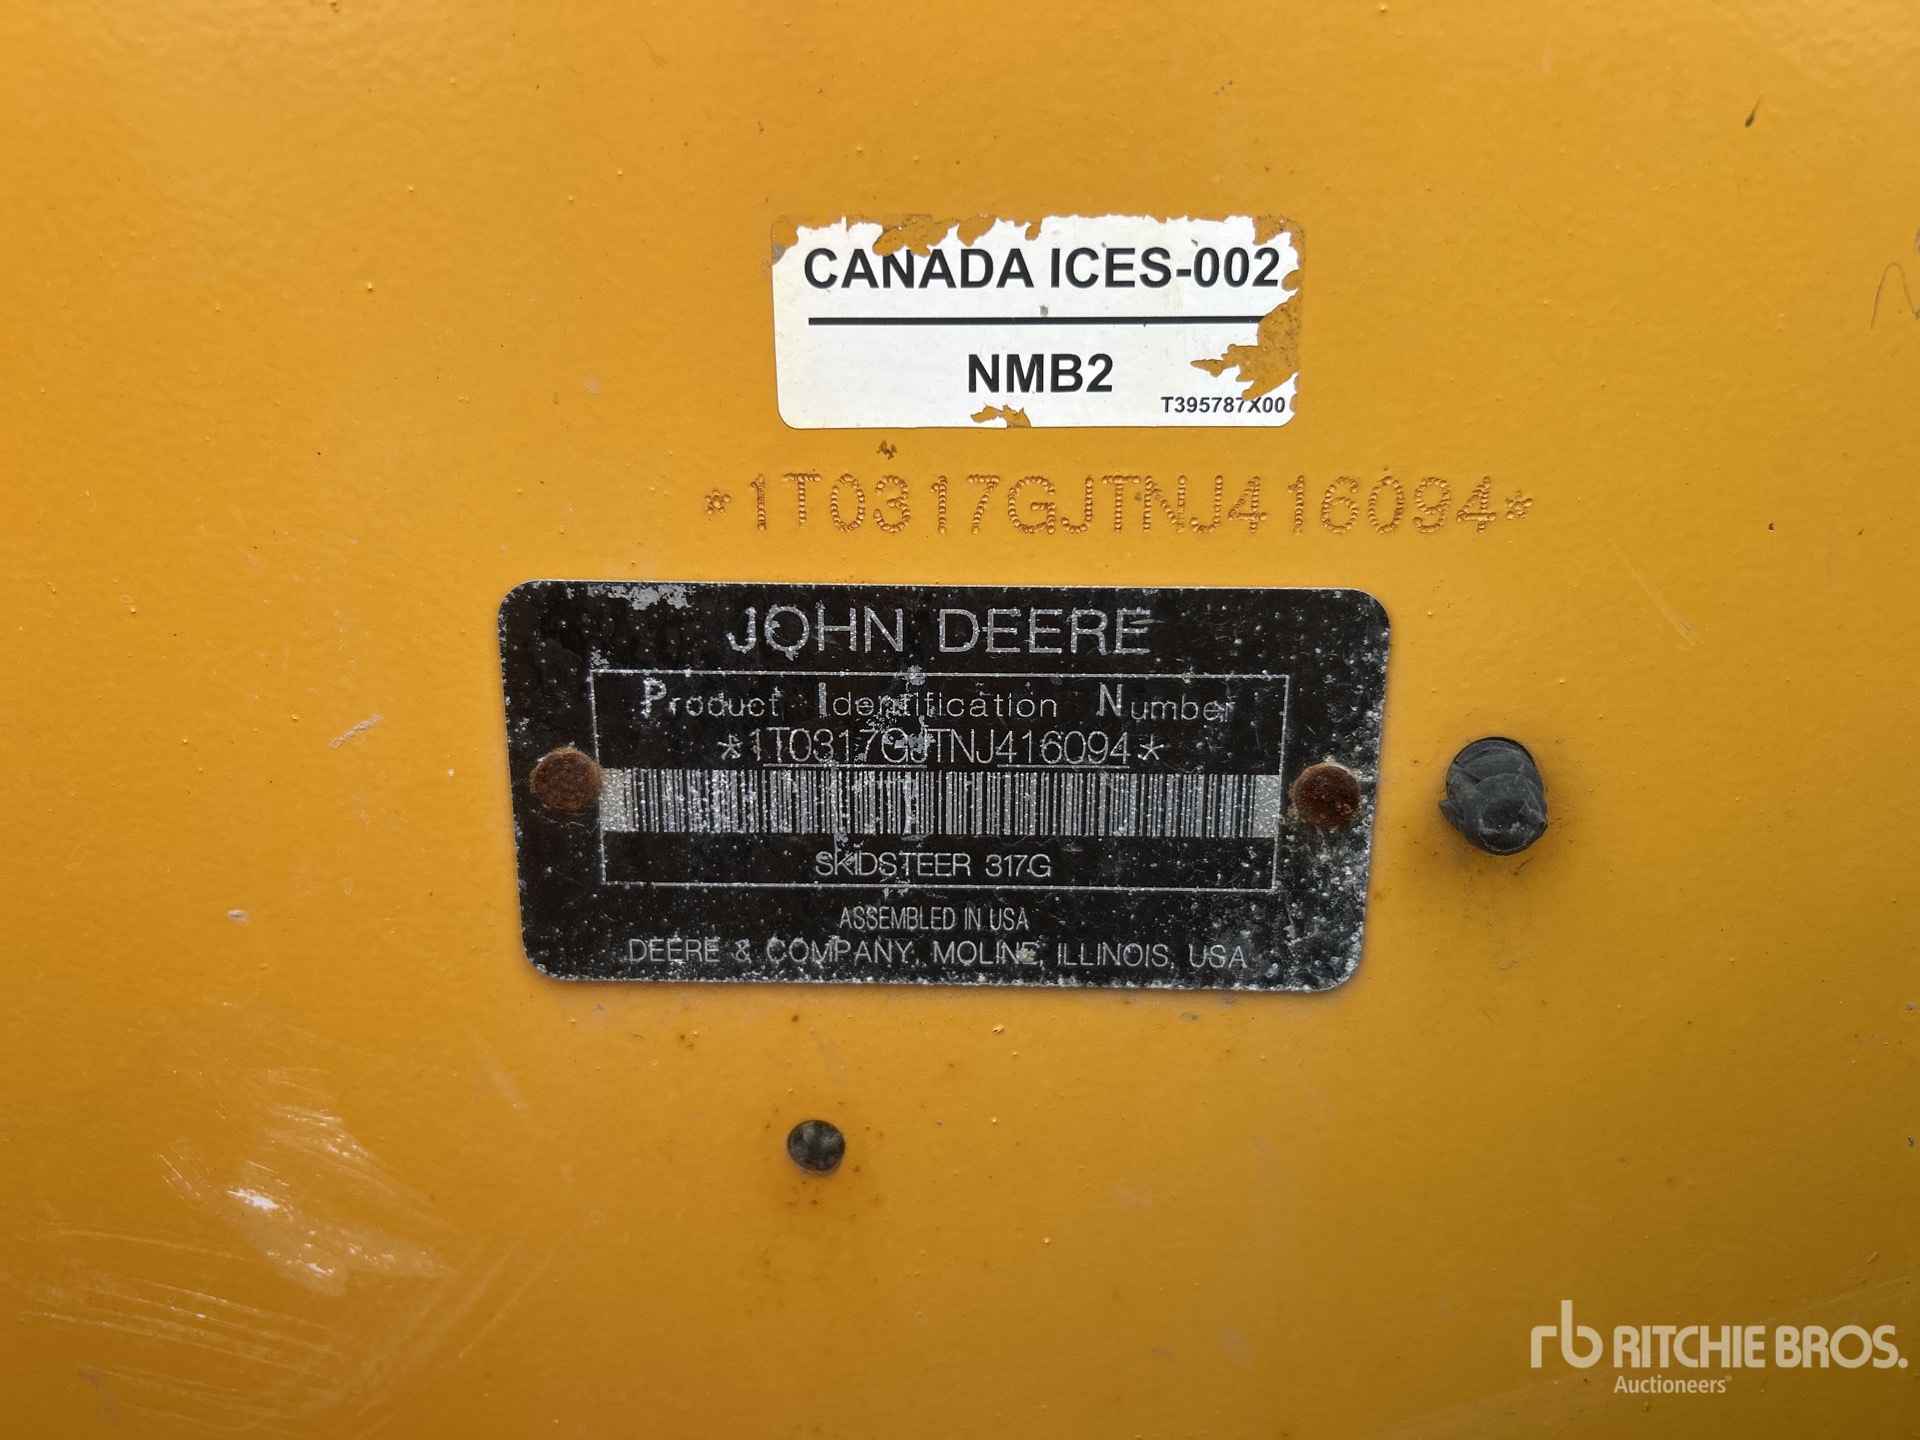 CANADA ICES-002
NMB2
T395787X00
*1T0317GJTNJ416094*
JOHN DEERE
Product Identification Number
*1T0317GJTNJ416094*
SKIDSTEER 317G
ASSEMBLED IN USA
DEERE & COMPANY, MOLINE, ILLINOIS, USA
rb RITCHIE BROS.
Auctioneers